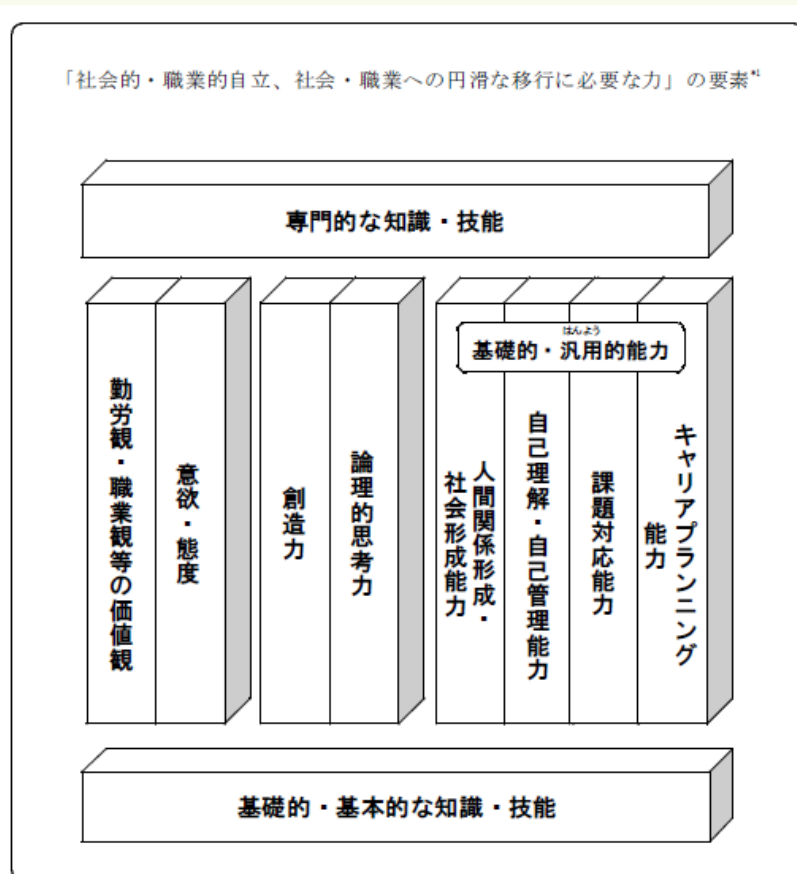 「社会的・職業的自立、社会・職業への円滑な移行に必要な力」の要素*1
専門的な知識・技能
はんよう
基礎的・汎用的能力
勤労観・職業観等の価値観
意欲・態度
創造力
論理的思考力
人間関係形成・
社会形成能力
自己理解・自己管理能力
課題対応能力
キャリアプランニング
能力
基礎的・基本的な知識・技能